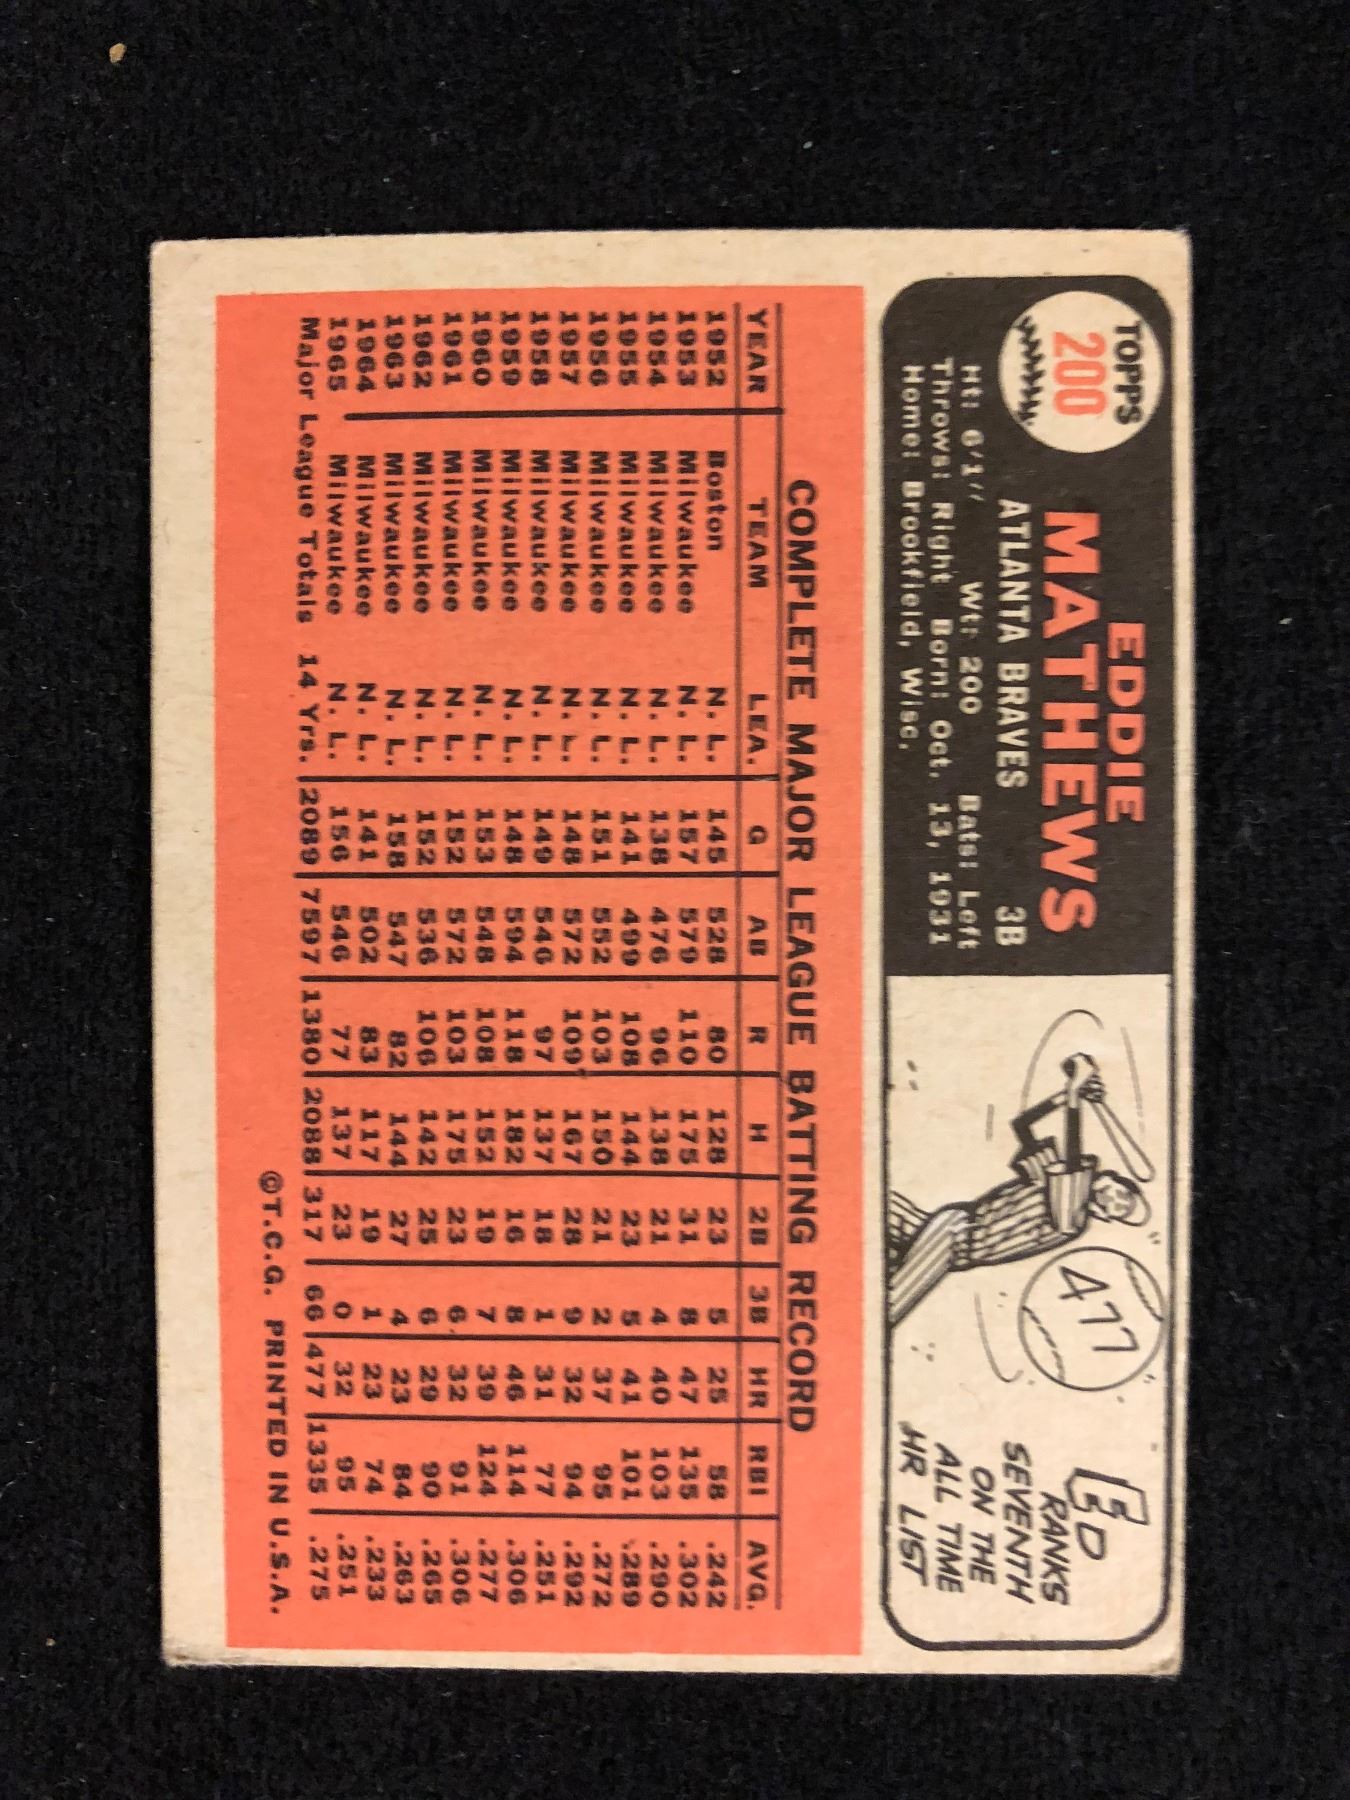 TOPPS
200
EDDIE
MATHEWS
ATLANTA BRAVES 3B
Ht: 6'1" Wt: 200 Bats: Left
Throws: Right Born: Oct. 13, 1931
Home: Brookfield, Wisc.
477
ED
RANKS
SEVENTH
ON THE
ALL TIME
HR LIST
COMPLETE MAJOR LEAGUE BATTING RECORD
YEAR TEAM LEA. G AB R H 2B 3B HR RBI AVG.
1952 Boston N. L. 145 528 80 128 23 5 25 58 .242
1953 Milwaukee N. L. 157 579 110 175 31 8 47 135 .302
1954 Milwaukee N. L. 138 476 96 138 21 4 40 103 .290
1955 Milwaukee N. L. 141 499 108 144 23 5 41 101 .289
1956 Milwaukee N. L. 151 552 103 150 21 2 37 95 .272
1957 Milwaukee N. L. 148 572 109 167 28 9 32 94 .292
1958 Milwaukee N. L. 149 546 97 137 18 1 31 77 .251
1959 Milwaukee N. L. 148 594 118 182 16 8 46 114 .306
1960 Milwaukee N. L. 153 548 108 152 19 7 39 124 .277
1961 Milwaukee N. L. 152 572 103 175 23 6 32 91 .306
1962 Milwaukee N. L. 152 536 106 142 25 6 29 90 .265
1963 Milwaukee N. L. 158 547 82 144 27 4 23 84 .263
1964 Milwaukee N. L. 141 502 83 117 19 1 23 74 .233
1965 Milwaukee N. L. 156 546 77 137 23 0 32 95 .251
Major League Totals 14 Yrs. 2089 7597 1380 2088 317 66 477 1335 .275
©T.C.G. PRINTED IN U.S.A.